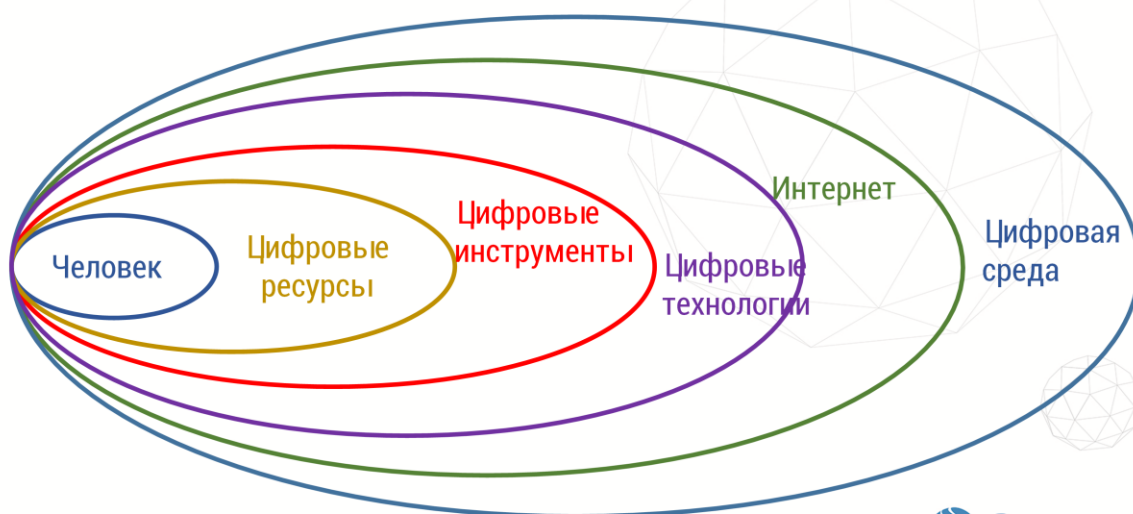 Человек
Цифровые
ресурсы
Цифровые
инструменты
Цифровые
технологии
Интернет
Цифровая
среда